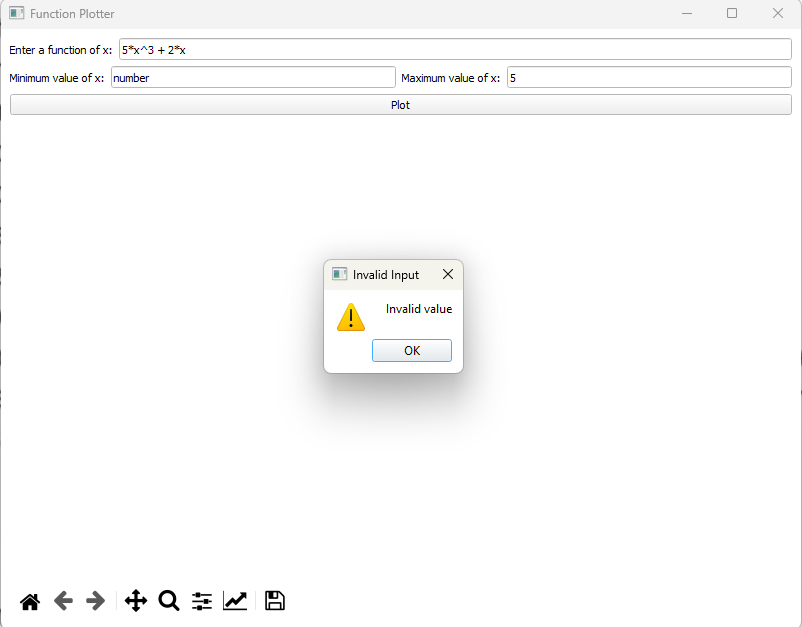 Function Plotter
Enter a function of x: 5*x^3 + 2*x
Minimum value of x: number Maximum value of x: 5
Plot
Invalid Input
Invalid value
OK